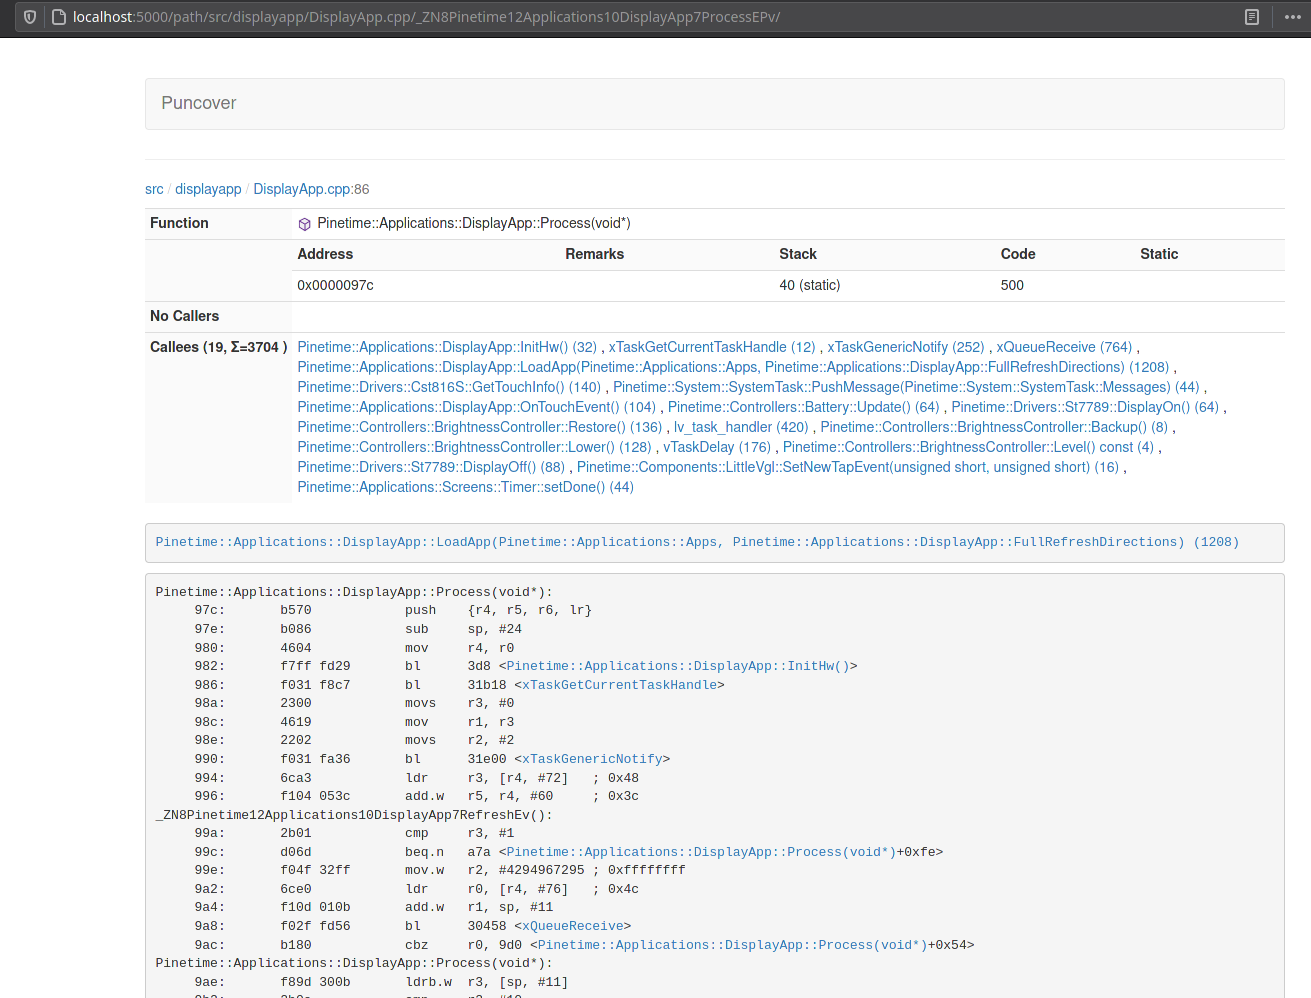 localhost:5000/path/src/displayapp/DisplayApp.cpp/_ZN8Pinetime12Applications10DisplayApp7ProcessEPv/
Puncover
src / displayapp / DisplayApp.cpp:86
Function Pinetime::Applications::DisplayApp::Process(void*)
Address Remarks Stack Code Static
0x0000097c 40 (static) 500
No Callers
Callees (19, Σ=3704 ) Pinetime::Applications::DisplayApp::InitHw() (32) , xTaskGetCurrentTaskHandle (12) , xTaskGenericNotify (252) , xQueueReceive (764) ,
Pinetime::Applications::DisplayApp::LoadApp(Pinetime::Applications::Apps, Pinetime::Applications::DisplayApp::FullRefreshDirections) (1208) ,
Pinetime::Drivers::Cst816S::GetTouchInfo() (140) , Pinetime::System::SystemTask::PushMessage(Pinetime::System::SystemTask::Messages) (44) ,
Pinetime::Applications::DisplayApp::OnTouchEvent() (104) , Pinetime::Controllers::Battery::Update() (64) , Pinetime::Drivers::St7789::DisplayOn() (64) ,
Pinetime::Controllers::BrightnessController::Restore() (136) , lv_task_handler (420) , Pinetime::Controllers::BrightnessController::Backup() (8) ,
Pinetime::Controllers::BrightnessController::Lower() (128) , vTaskDelay (176) , Pinetime::Controllers::BrightnessController::Level() const (4) ,
Pinetime::Drivers::St7789::DisplayOff() (88) , Pinetime::Components::LittleVgl::SetNewTapEvent(unsigned short, unsigned short) (16) ,
Pinetime::Applications::Screens::Timer::setDone() (44)
Pinetime::Applications::DisplayApp::LoadApp(Pinetime::Applications::Apps, Pinetime::Applications::DisplayApp::FullRefreshDirections) (1208)
Pinetime::Applications::DisplayApp::Process(void*):
97c: b570 push {r4, r5, r6, lr}
97e: b086 sub sp, #24
980: 4604 mov r4, r0
982: f7ff fd29 bl 3d8 <Pinetime::Applications::DisplayApp::InitHw()>
986: f031 f8c7 bl 31b18 <xTaskGetCurrentTaskHandle>
98a: 2300 movs r3, #0
98c: 4619 mov r1, r3
98e: 2202 movs r2, #2
990: f031 fa36 bl 31e00 <xTaskGenericNotify>
994: 6ca3 ldr r3, [r4, #72] ; 0x48
996: f104 053c add.w r5, r4, #60 ; 0x3c
_ZN8Pinetime12Applications10DisplayApp7RefreshEv():
99a: 2b01 cmp r3, #1
99c: d06d beq.n a7a <Pinetime::Applications::DisplayApp::Process(void*)+0xfe>
99e: f04f 32ff mov.w r2, #4294967295 ; 0xffffffff
9a2: 6ce0 ldr r0, [r4, #76] ; 0x4c
9a4: f10d 010b add.w r1, sp, #11
9a8: f02f fd56 bl 30458 <xQueueReceive>
9ac: b180 cbz r0, 9d0 <Pinetime::Applications::DisplayApp::Process(void*)+0x54>
Pinetime::Applications::DisplayApp::Process(void*):
9ae: f89d 300b ldrb.w r3, [sp, #11]